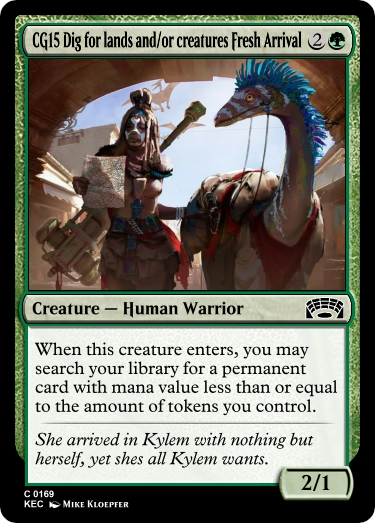 CG15 Dig for lands and/or creatures Fresh Arrival 2
Creature — Human Warrior
When this creature enters, you may
search your library for a permanent
card with mana value less than or equal
to the amount of tokens you control.
She arrived in Kylem with nothing but
herself, yet shes all Kylem wants.
2/1
C 0169
KEC Mike Kloepfer